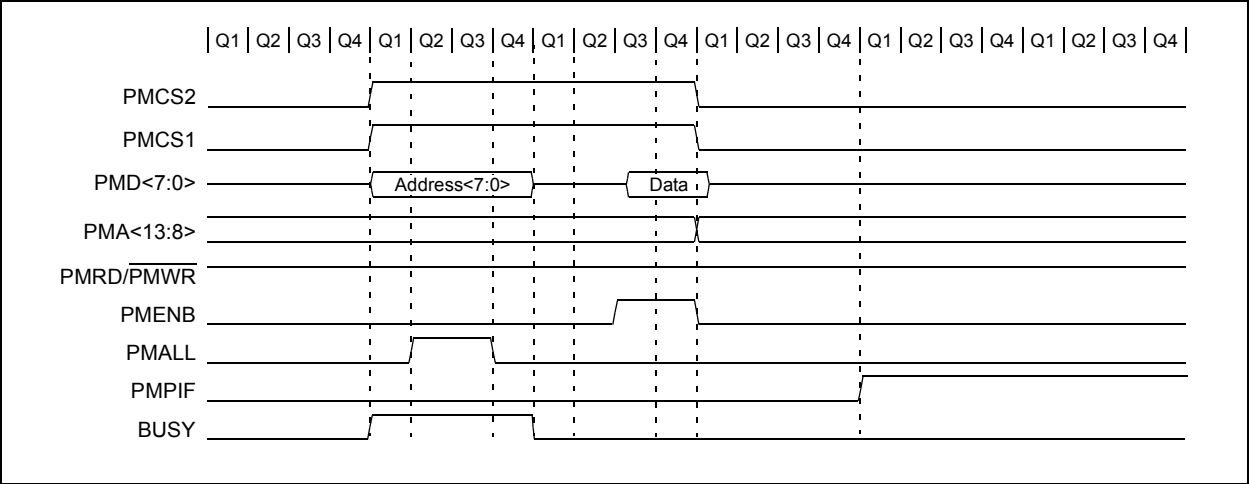 Q1 Q2 Q3 Q4 Q1 Q2 Q3 Q4 Q1 Q2 Q3 Q4 Q1 Q2 Q3 Q4 Q1 Q2 Q3 Q4 Q1 Q2 Q3 Q4
PMCS2
PMCS1
PMD<7:0> Address<7:0> Data
PMA<13:8>
PMRD/PMWR
PMENB
PMALL
PMPIF
BUSY